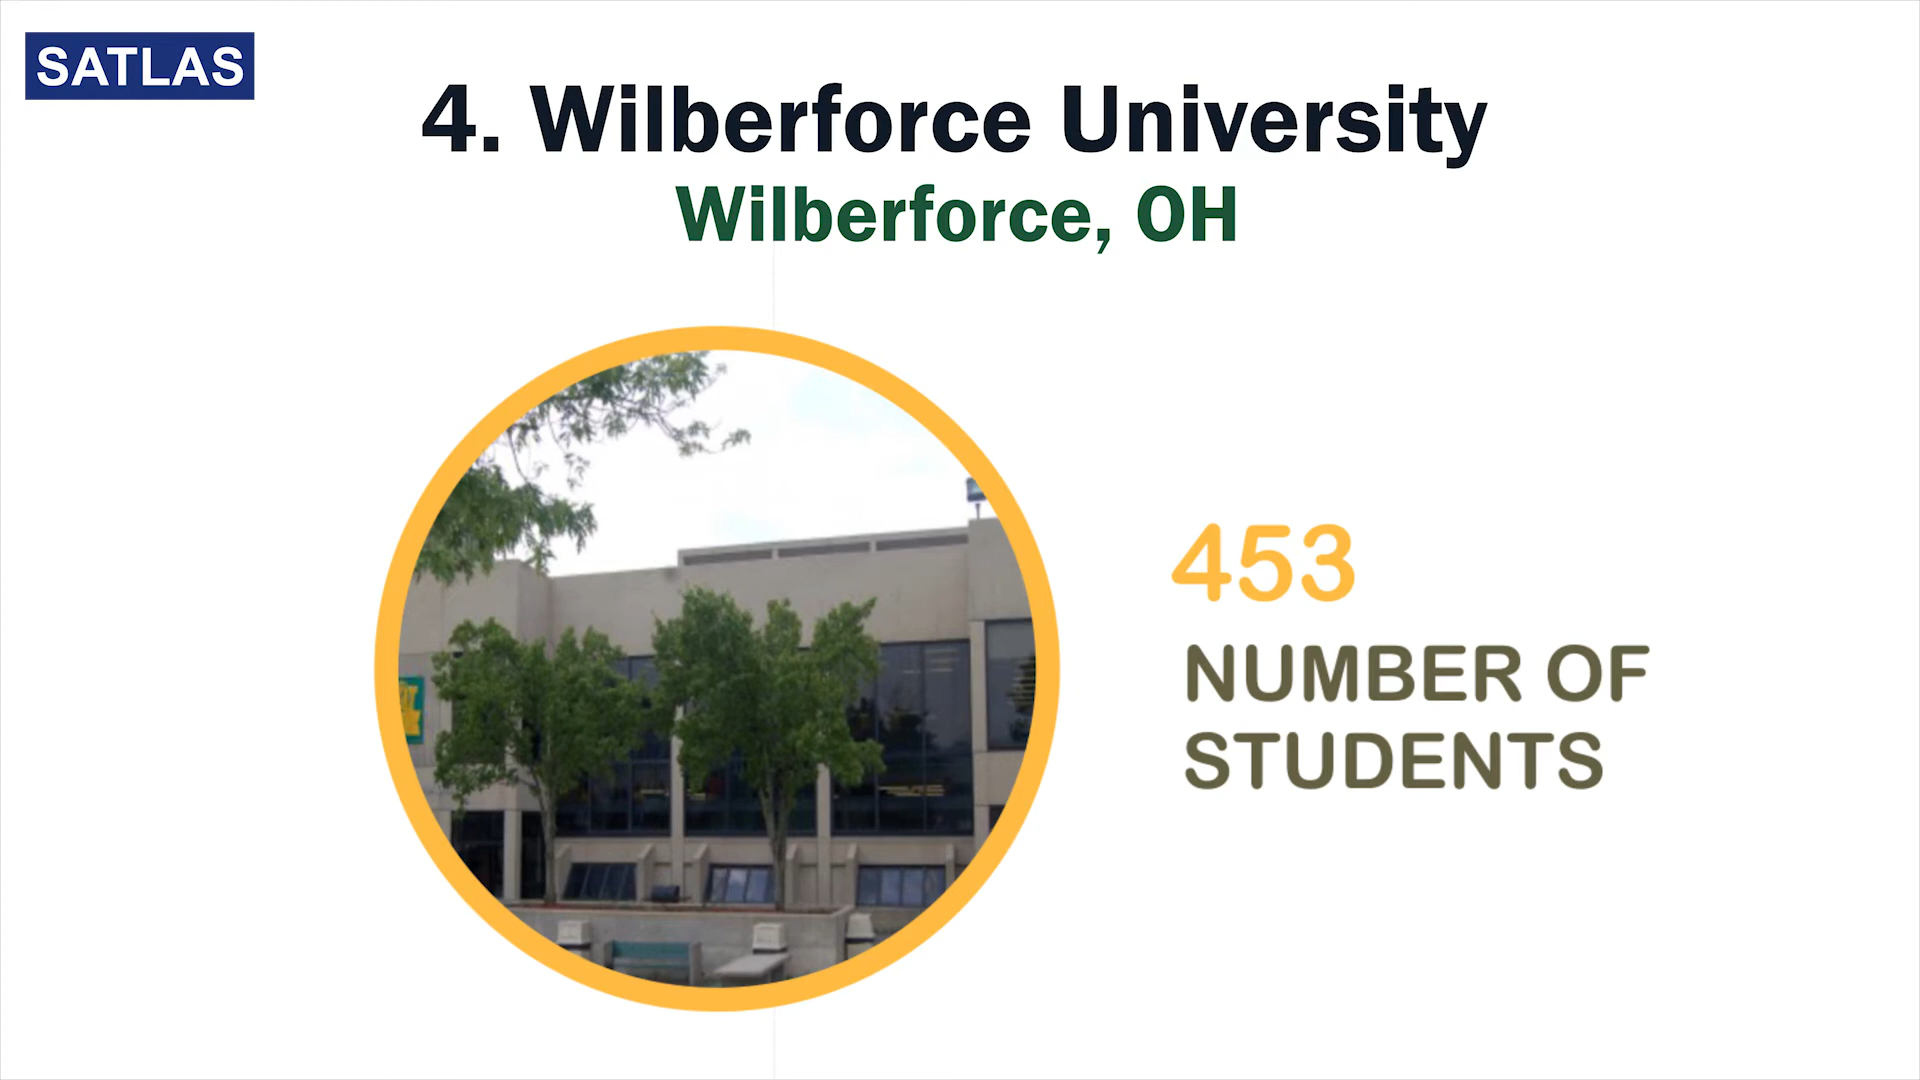 SATLAS
4. Wilberforce University
Wilberforce, OH
453
NUMBER OF
STUDENTS